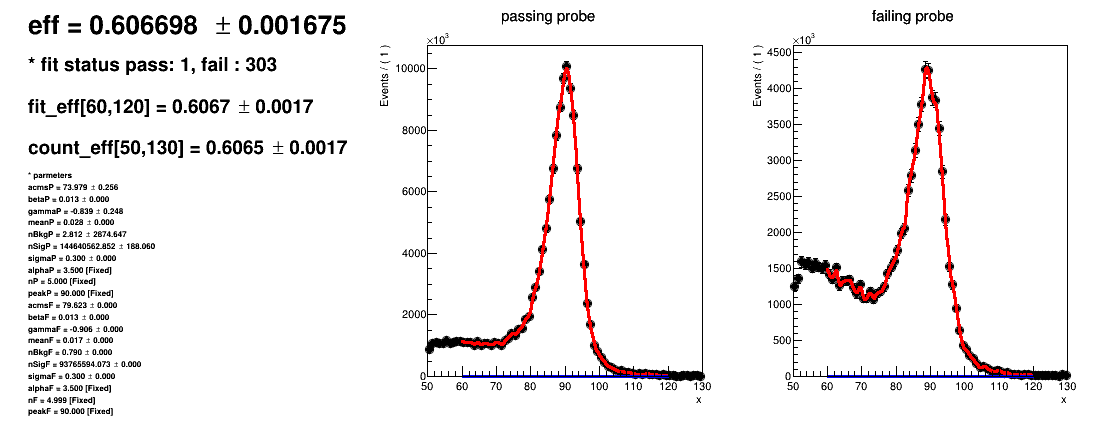 eff = 0.606698 ± 0.001675
* fit status pass: 1, fail : 303
fit_eff[60,120] = 0.6067 ± 0.0017
count_eff[50,130] = 0.6065 ± 0.0017
* parmeters
acmsP = 73.979 ± 0.256
betaP = 0.013 ± 0.000
gammaP = -0.839 ± 0.248
meanP = 0.028 ± 0.000
nBkgP = 2.812 ± 2874.647
nSigP = 144640562.852 ± 188.060
sigmaP = 0.300 ± 0.000
alphaP = 3.500 [Fixed]
nP = 5.000 [Fixed]
peakP = 90.000 [Fixed]
acmsF = 79.623 ± 0.000
betaF = 0.013 ± 0.000
gammaF = -0.906 ± 0.000
meanF = 0.017 ± 0.000
nBkgF = 0.790 ± 0.000
nSigF = 93765594.073 ± 0.000
sigmaF = 0.300 ± 0.000
alphaF = 3.500 [Fixed]
nF = 4.999 [Fixed]
peakF = 90.000 [Fixed]
passing probe
×10³
Events / ( 1 )
10000
8000
6000
4000
2000
0
50 60 70 80 90 100 110 120 130
x
failing probe
×10³
Events / ( 1 )
4500
4000
3500
3000
2500
2000
1500
1000
500
0
50 60 70 80 90 100 110 120 130
x